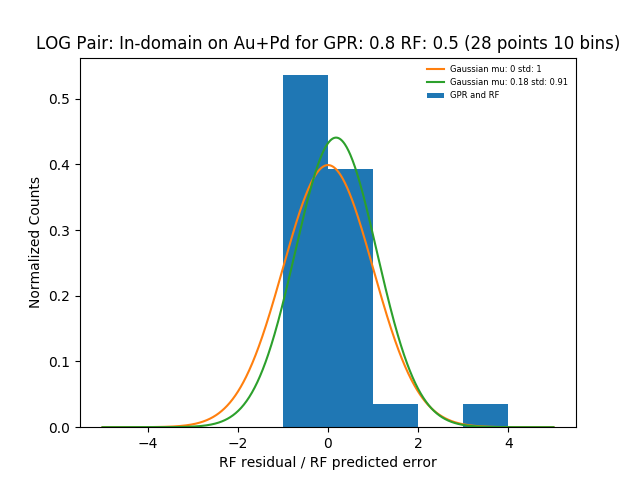 LOG Pair: In-domain on Au+Pd for GPR: 0.8 RF: 0.5 (28 points 10 bins)
Gaussian mu: 0 std: 1
Gaussian mu: 0.18 std: 0.91
GPR and RF
Normalized Counts
0.5
0.4
0.3
0.2
0.1
0.0
−4
−2
0
2
4
RF residual / RF predicted error